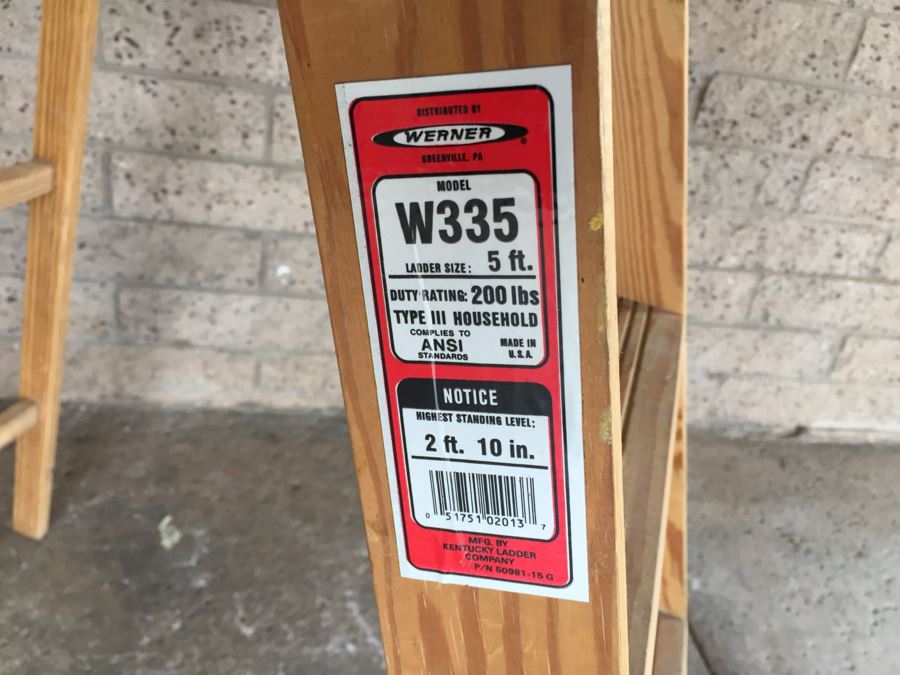 DISTRIBUTED BY
WERNER®
GREENVILLE, PA
MODEL
W335
LADDER SIZE: 5 ft.
DUTY RATING: 200 lbs
TYPE III HOUSEHOLD
COMPLIES TO
ANSI
STANDARDS
MADE IN
U.S.A.
NOTICE
HIGHEST STANDING LEVEL:
2 ft. 10 in.
0 51751 02013 7
MFG. BY
KENTUCKY LADDER
COMPANY
P/N 50981-15 G